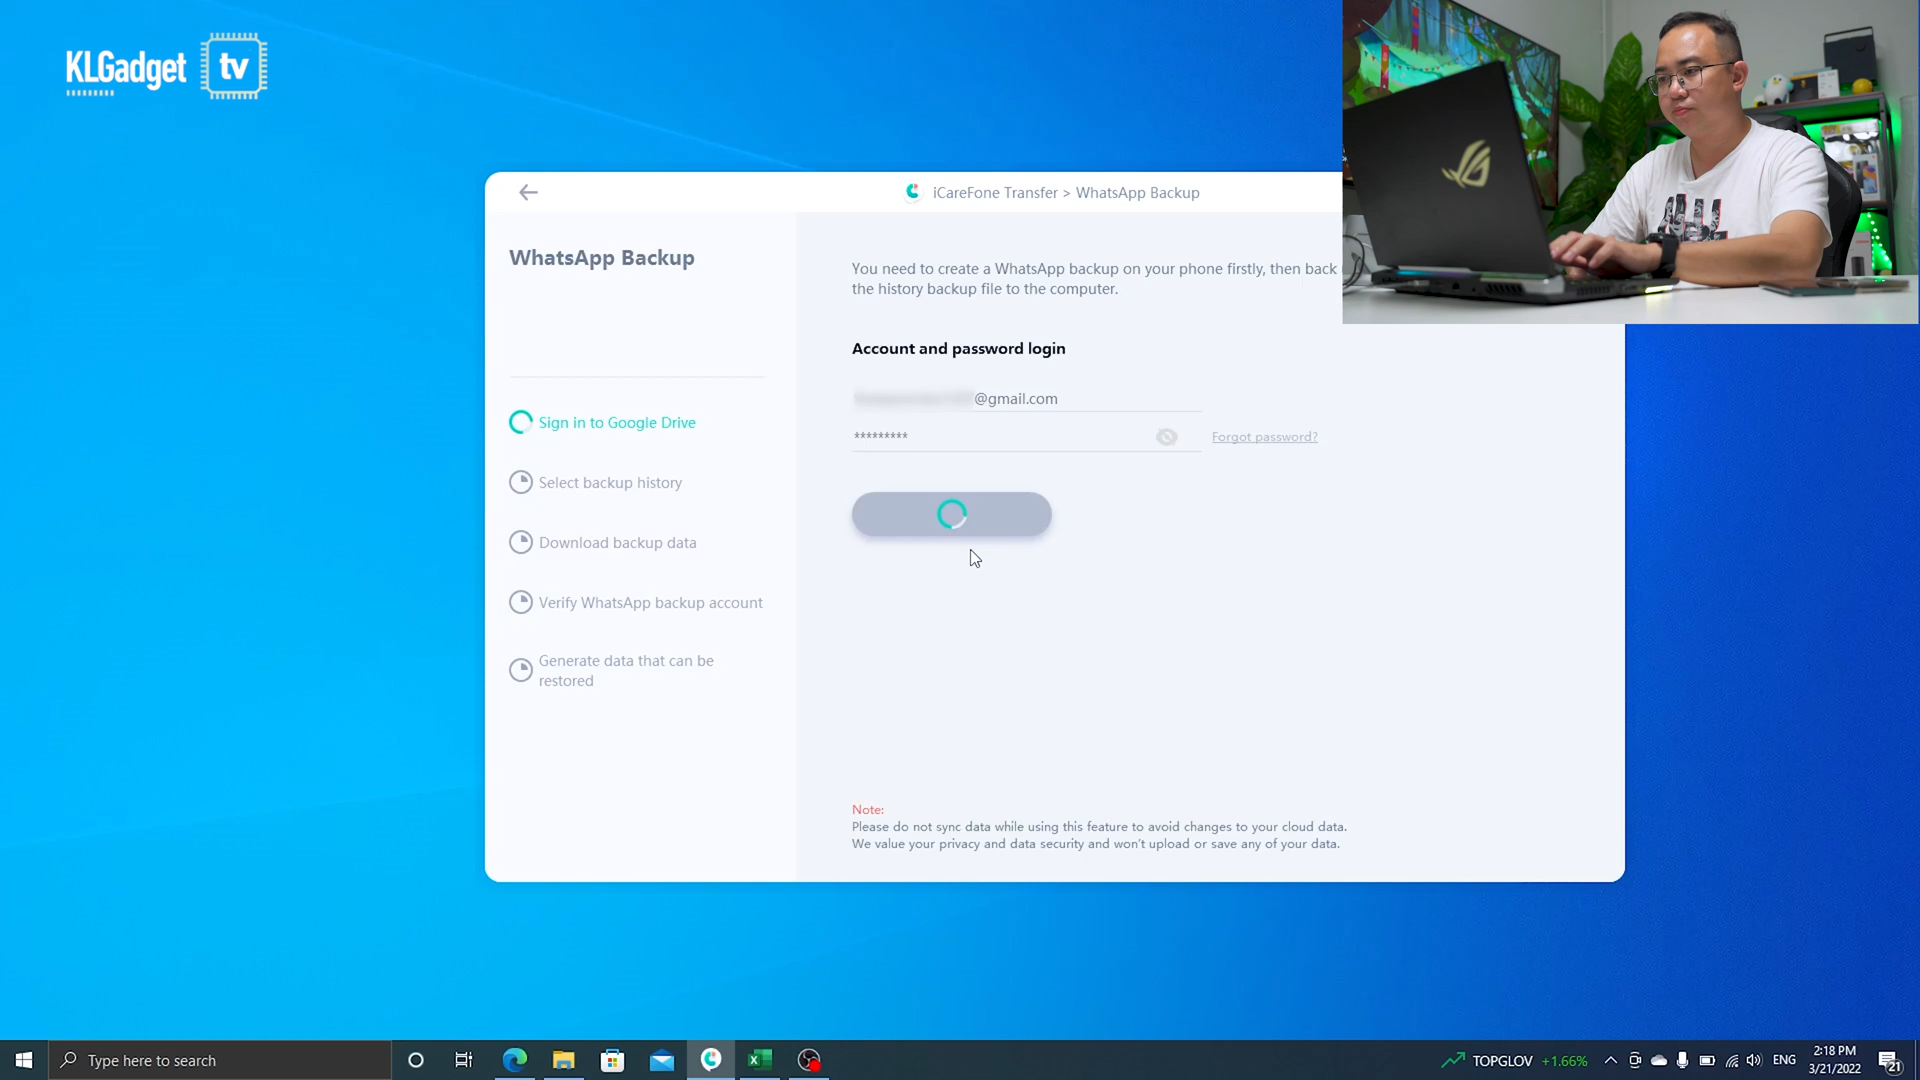 KLGadget tv
iCareFone Transfer > WhatsApp Backup
WhatsApp Backup
You need to create a WhatsApp backup on your phone firstly, then back
the history backup file to the computer.
Account and password login
@gmail.com
*********
Forgot password?
Sign in to Google Drive
Select backup history
Download backup data
Verify WhatsApp backup account
Generate data that can be
restored
Note:
Please do not sync data while using this feature to avoid changes to your cloud data.
We value your privacy and data security and won't upload or save any of your data.
Type here to search
TOPGLOV +1.66%
ENG
2:18 PM
3/21/2022
21